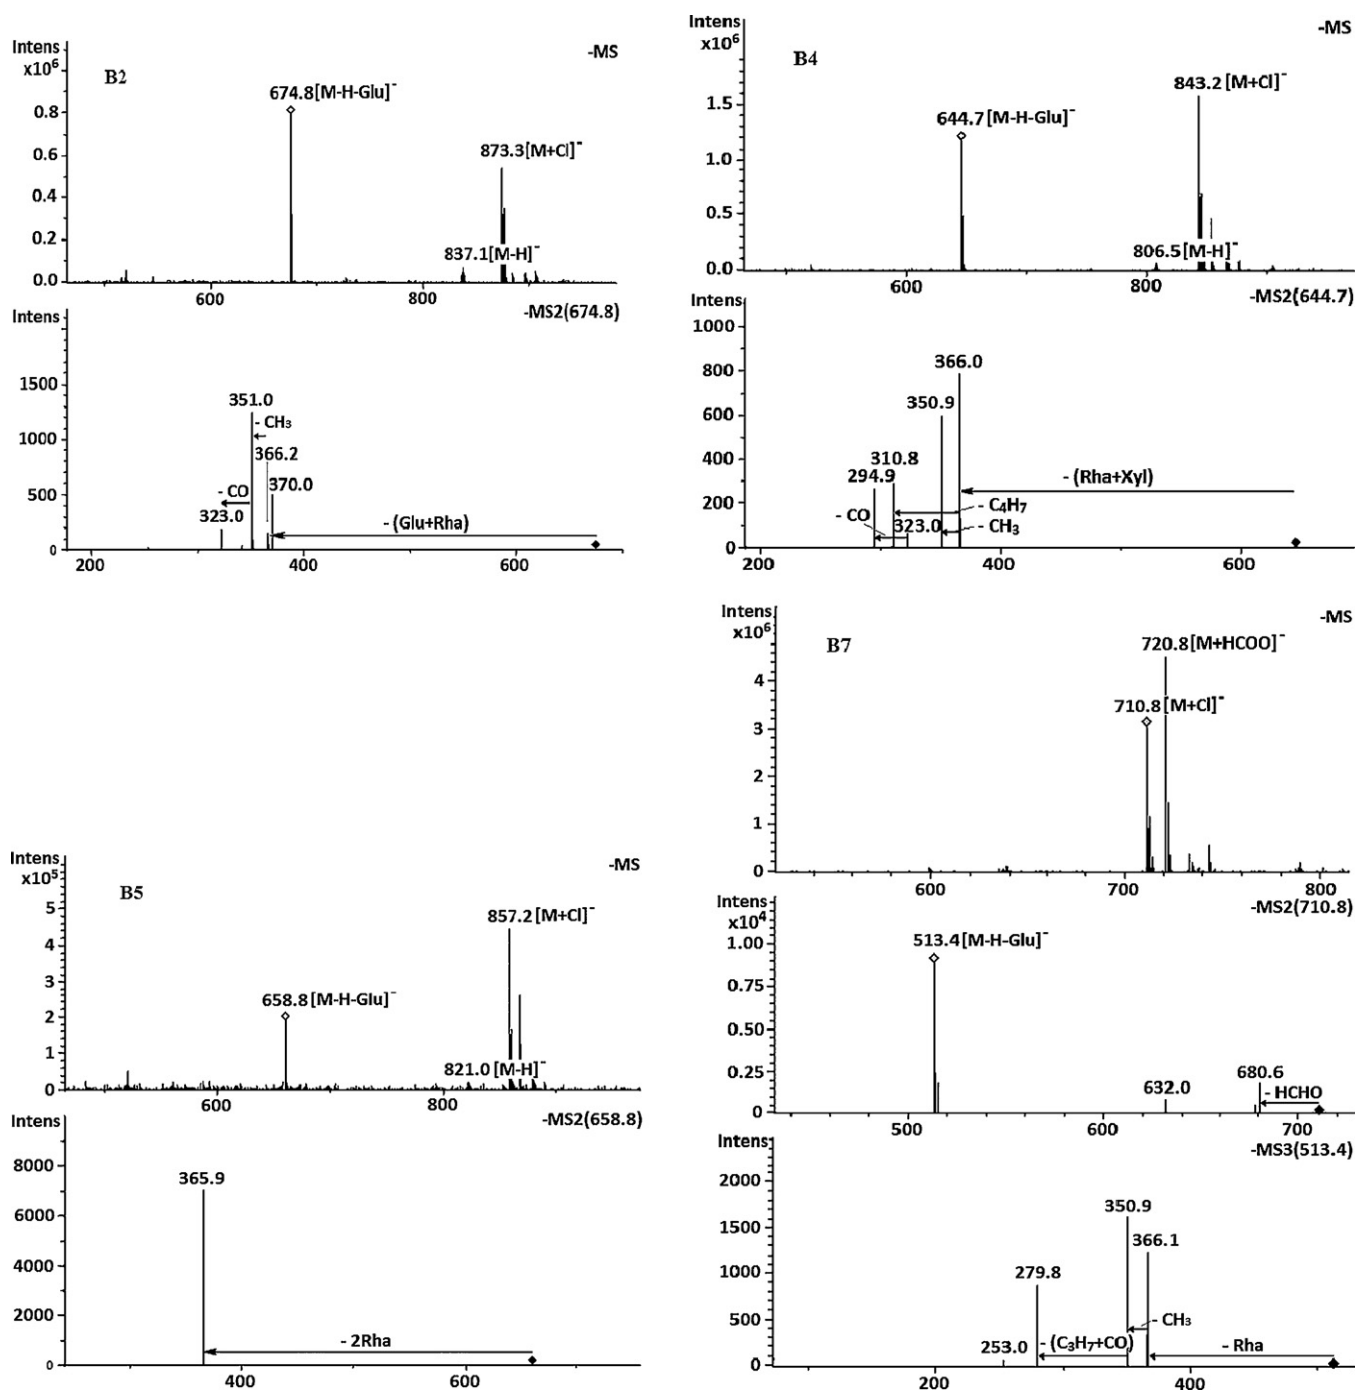 Intens
x10⁶
-MS
B2
674.8[M-H-Glu]⁻
873.3[M+Cl]⁻
837.1[M-H]⁻
1.0
0.8
0.6
0.4
0.2
0.0
600
800
Intens
-MS2(674.8)
1500
1000
500
0
351.0
- CH₃
366.2
370.0
- CO
323.0
- (Glu+Rha)
200
400
600
Intens
x10⁶
-MS
B4
843.2[M+Cl]⁻
644.7[M-H-Glu]⁻
806.5[M-H]⁻
1.5
1.0
0.5
0.0
600
800
Intens
-MS2(644.7)
1000
800
600
400
200
0
366.0
350.9
310.8
294.9
- (Rha+Xyl)
- C₄H₇
- CO
323.0
- CH₃
200
400
600
Intens
x10⁵
-MS
B5
857.2[M+Cl]⁻
658.8[M-H-Glu]⁻
821.0[M-H]⁻
5
4
3
2
1
0
600
800
-MS2(658.8)
Intens
8000
6000
4000
2000
0
365.9
- 2Rha
400
600
Intens
x10⁶
-MS
B7
720.8[M+HCOO]⁻
710.8[M+Cl]⁻
4
3
2
1
0
600
700
800
Intens
x10⁴
-MS2(710.8)
1.00
0.75
0.50
0.25
0.00
513.4[M-H-Glu]⁻
632.0
680.6
- HCHO
500
600
700
Intens
-MS3(513.4)
2000
1500
1000
500
0
350.9
366.1
279.8
- CH₃
253.0
- (C₃H₇+CO)
- Rha
200
400